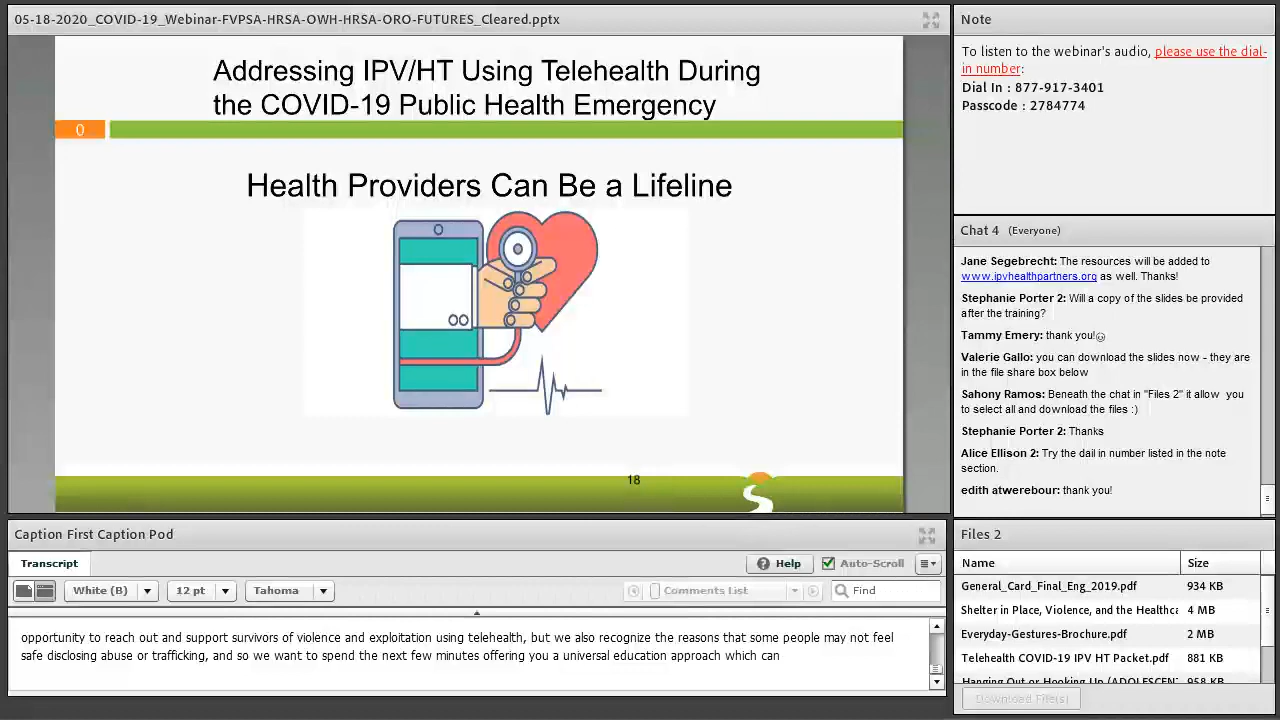 05-18-2020_COVID-19_Webinar-FVPSA-HRSA-OWH-HRSA-ORO-FUTURES_Cleared.pptx
Addressing IPV/HT Using Telehealth During
the COVID-19 Public Health Emergency
0
Health Providers Can Be a Lifeline
18
Note
To listen to the webinar's audio, please use the dial-
in number:
Dial In : 877-917-3401
Passcode : 2784774
Chat 4 (Everyone)
Jane Segebrecht: The resources will be added to
www.ipvhealthpartners.org as well. Thanks!
Stephanie Porter 2: Will a copy of the slides be provided
after the training?
Tammy Emery: thank you!
Valerie Gallo: you can download the slides now - they are
in the file share box below
Sahony Ramos: Beneath the chat in "Files 2" it allow you
to select all and download the files :)
Stephanie Porter 2: Thanks
Alice Ellison 2: Try the dail in number listed in the note
section.
edith atwerebour: thank you!
Caption First Caption Pod
Transcript
Help
Auto-Scroll
White (B)
12 pt
Tahoma
Comments List
Find
opportunity to reach out and support survivors of violence and exploitation using telehealth, but we also recognize the reasons that some people may not feel
safe disclosing abuse or trafficking, and so we want to spend the next few minutes offering you a universal education approach which can
Files 2
Name Size
General_Card_Final_Eng_2019.pdf 934 KB
Shelter in Place, Violence, and the Healthca 4 MB
Everyday-Gestures-Brochure.pdf 2 MB
Telehealth COVID-19 IPV HT Packet.pdf 881 KB
Hanging Out or Hooking Up (ADOLESCENT 958 KB
Download File(s)